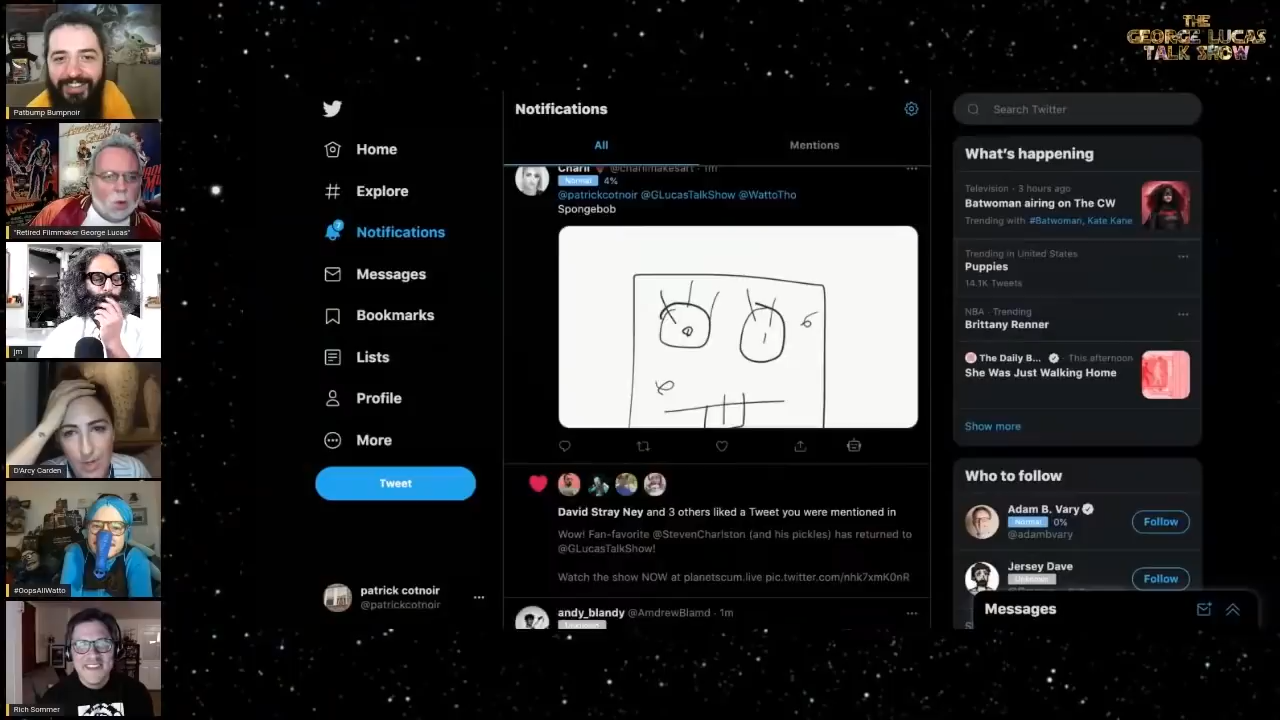 Patbump Bumpnoir
"Retired Filmmaker George Lucas"
jm
D'Arcy Carden
#OopsAllWatto
Rich Sommer
Home
Explore
7
Notifications
Messages
Bookmarks
Lists
Profile
More
Tweet
patrick cotnoir
@patrickcotnoir
Notifications
All
Mentions
@charlimakesart · 1m
Normal 4%
@patrickcotnoir @GLucasTalkShow @WattoTho
Spongebob
David Stray Ney and 3 others liked a Tweet you were mentioned in
Wow! Fan-favorite @StevenCharlston (and his pickles) has returned to
@GLucasTalkShow!
Watch the show NOW at planetscum.live pic.twitter.com/nhk7xmK0nR
andy_blandy @AmdrewBlamd · 1m
THE
GEORGE LUCAS
TALK SHOW
Search Twitter
What's happening
Television · 3 hours ago
Batwoman airing on The CW
Trending with #Batwoman, Kate Kane
Trending in United States
Puppies
14.1K Tweets
NBA · Trending
Brittany Renner
The Daily B... · This afternoon
She Was Just Walking Home
Show more
Who to follow
Adam B. Vary
Normal 0%
@adambvary
Follow
Jersey Dave
Unknown
Follow
Messages